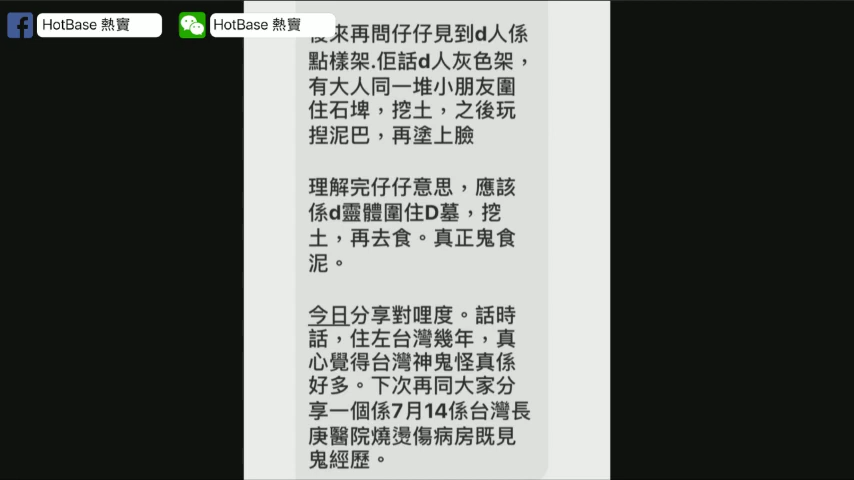 HotBase 熱竇
HotBase 熱竇
後來再問仔仔見到d人係
點樣架.佢話d人灰色架，
有大人同一堆小朋友圍
住石埤，挖土，之後玩
揑泥巴，再塗上臉
理解完仔仔意思，應該
係d靈體圍住D墓，挖
土，再去食。真正鬼食
泥。
今日分享對哩度。話時
話，住左台灣幾年，真
心覺得台灣神鬼怪真係
好多。下次再同大家分
享一個係7月14係台灣長
庚醫院燒燙傷病房既見
鬼經歷。